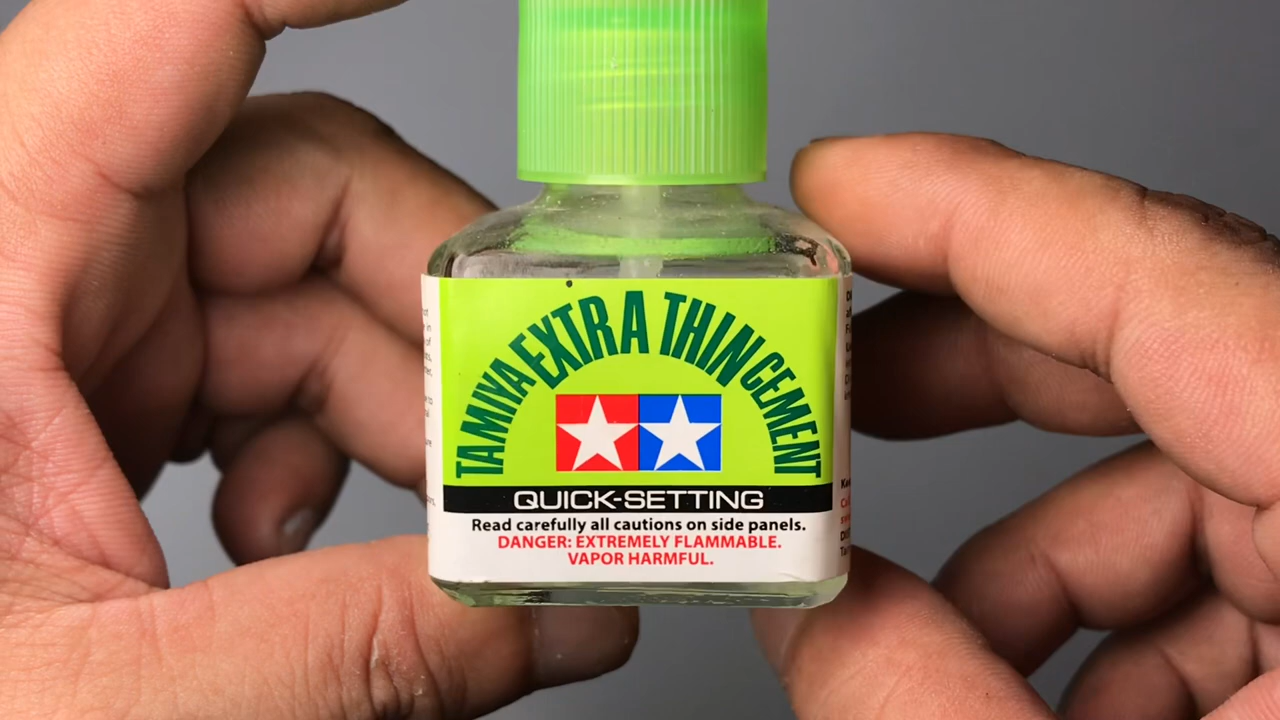 TAMIYA EXTRA THIN CEMENT
QUICK-SETTING
Read carefully all cautions on side panels.
DANGER: EXTREMELY FLAMMABLE.
VAPOR HARMFUL.